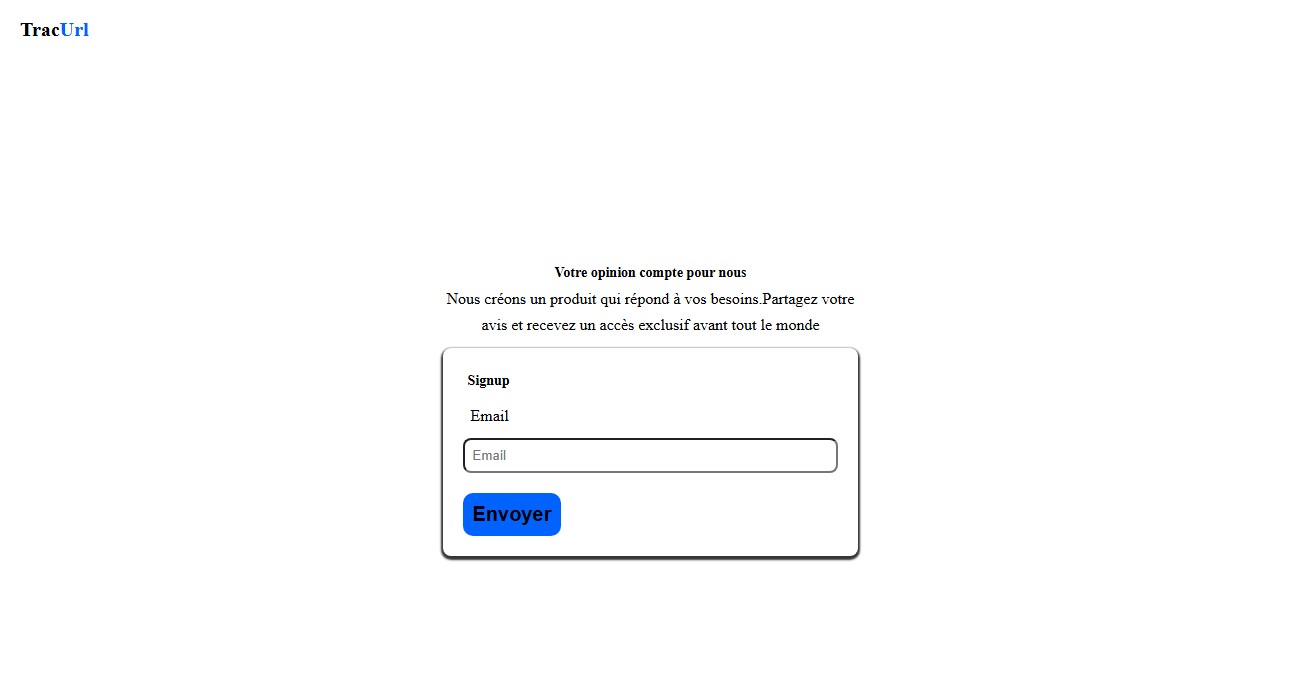 TracUrl
Votre opinion compte pour nous
Nous créons un produit qui répond à vos besoins.Partagez votre
avis et recevez un accès exclusif avant tout le monde
Signup
Email
Email
Envoyer